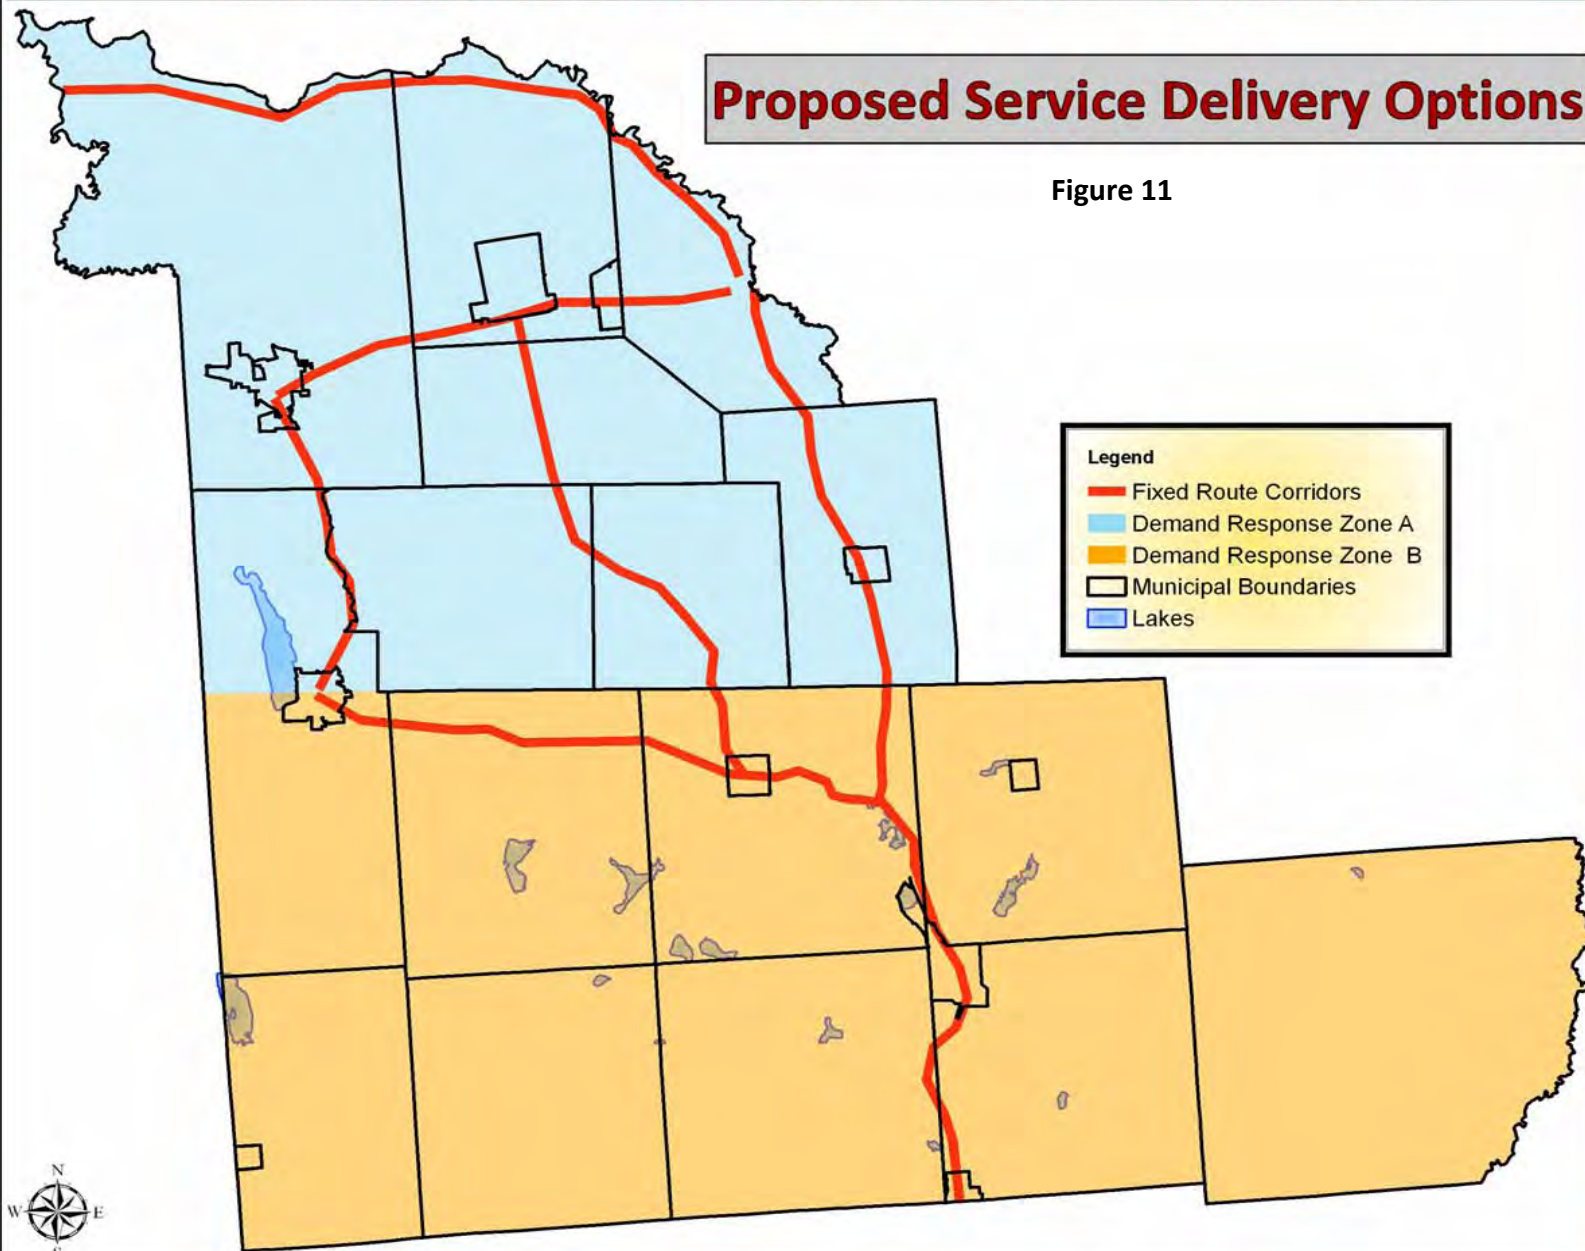 Proposed Service Delivery Options
Figure 11
Legend
Fixed Route Corridors
Demand Response Zone A
Demand Response Zone B
Municipal Boundaries
Lakes
N
W E
S